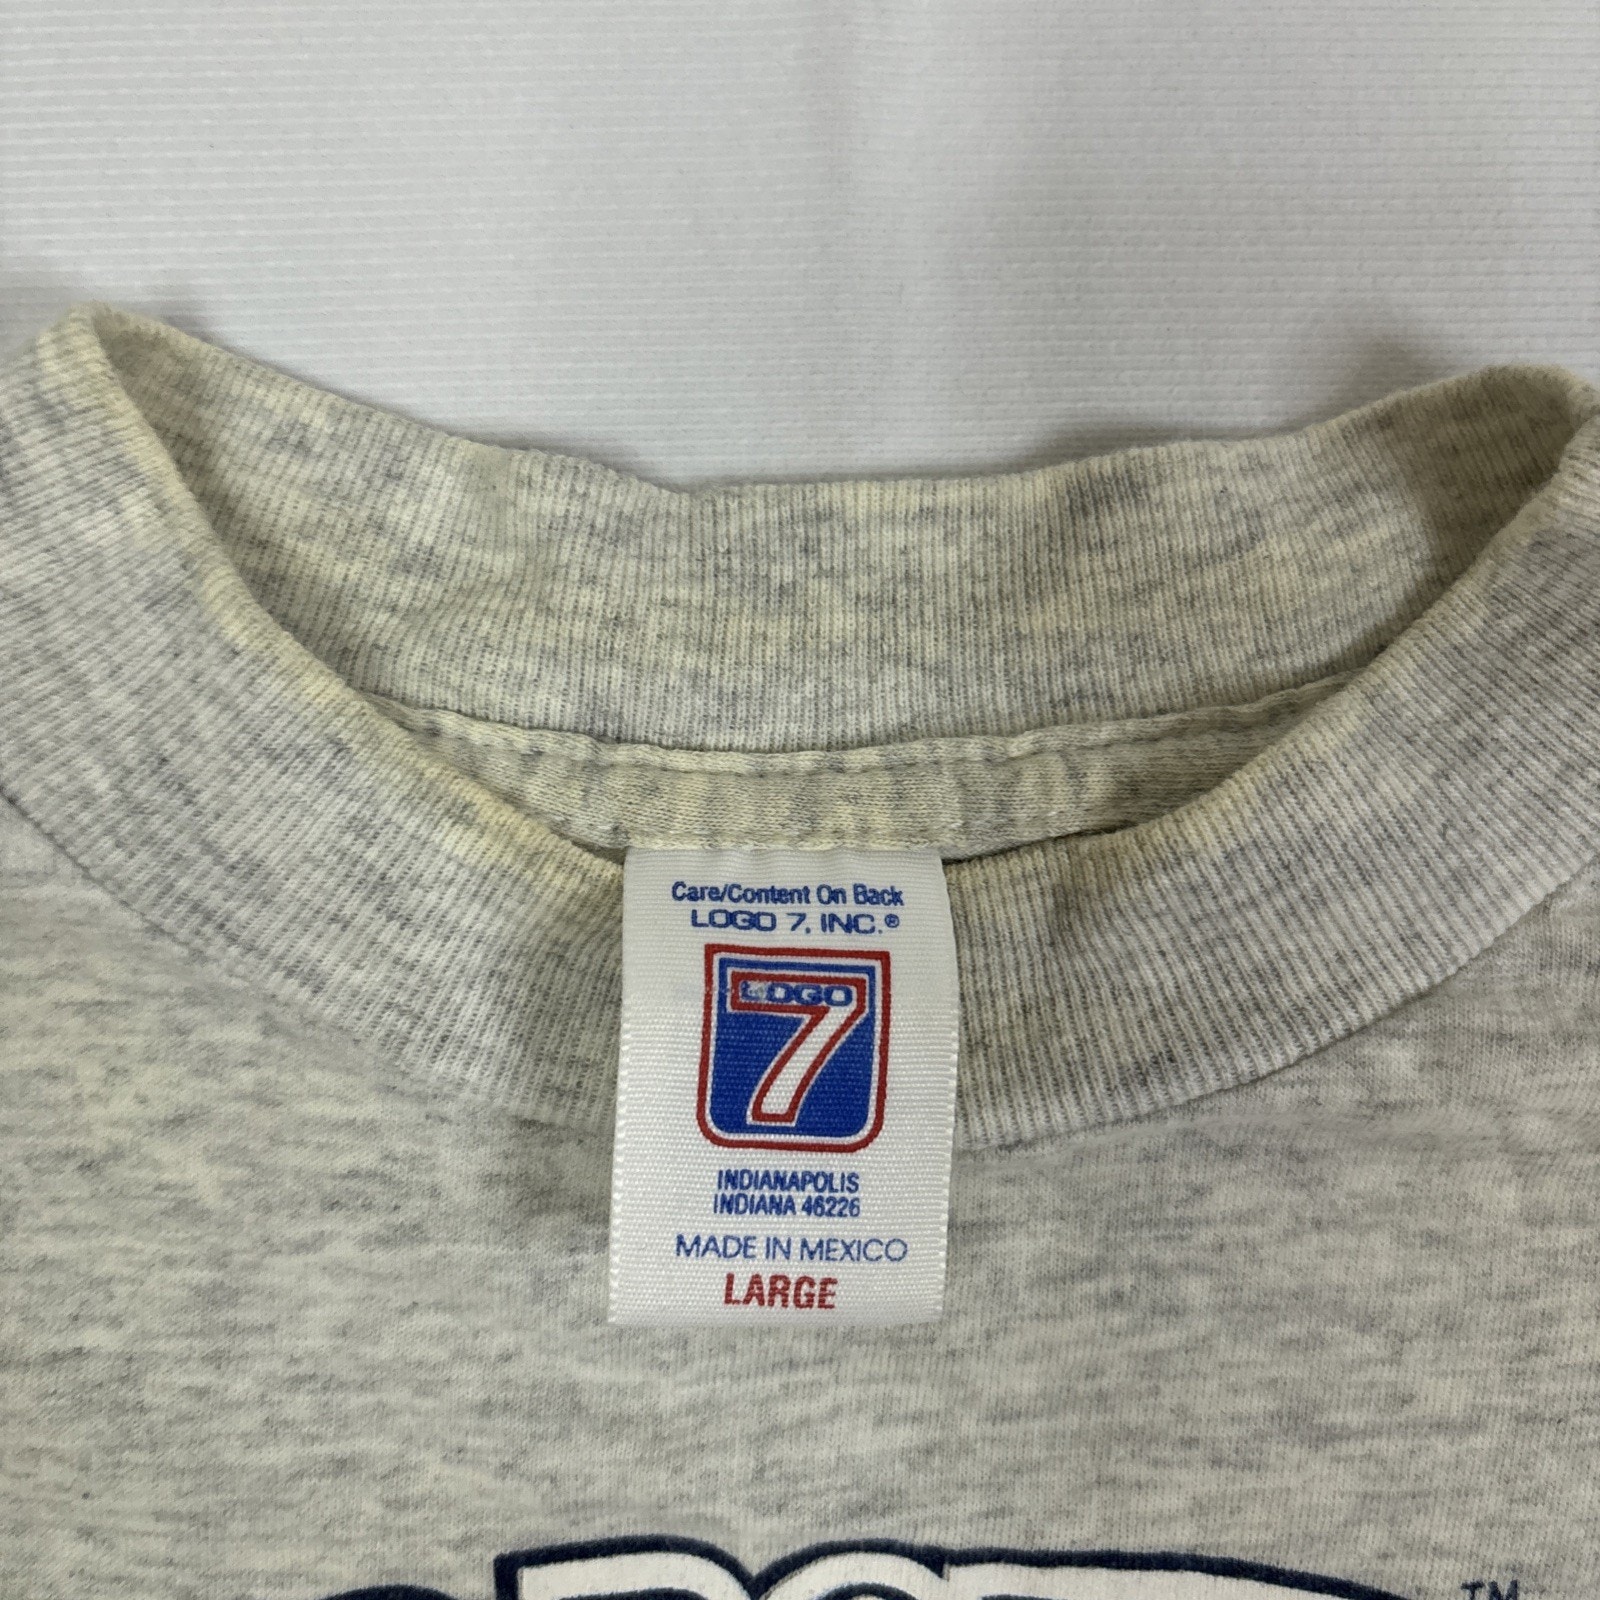 Care/Content On Back
LOGO 7, INC.®
LOGO
7
INDIANAPOLIS
INDIANA 46226
MADE IN MEXICO
LARGE
TM